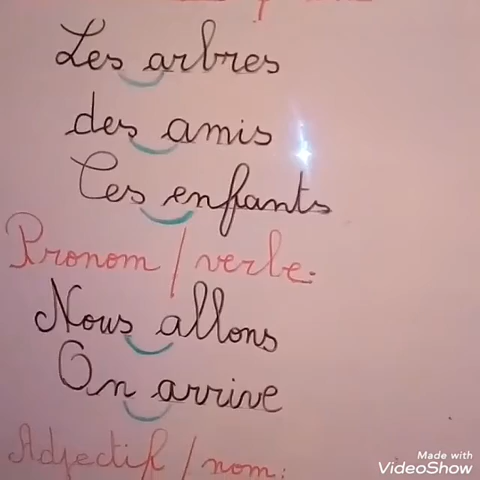 Les arbres
des amis
Ces enfants
Pronom / verbe:
Nous allons
On arrive
Adjectif / nom:
Made with
VideoShow